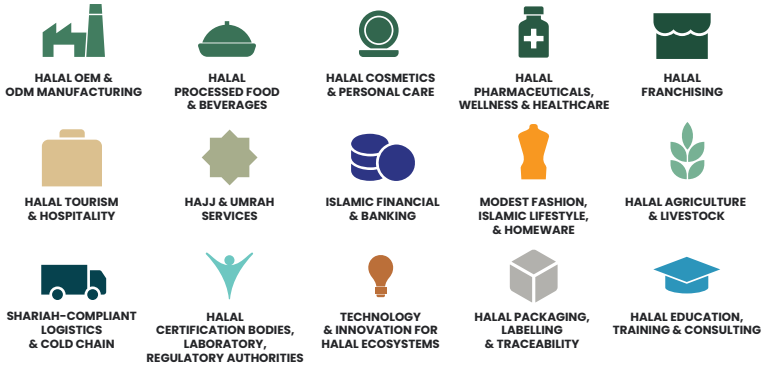 HALAL OEM &
ODM MANUFACTURING
HALAL
PROCESSED FOOD
& BEVERAGES
HALAL COSMETICS
& PERSONAL CARE
HALAL
PHARMACEUTICALS,
WELLNESS & HEALTHCARE
HALAL
FRANCHISING
HALAL TOURISM
& HOSPITALITY
HAJJ & UMRAH
SERVICES
ISLAMIC FINANCIAL
& BANKING
MODEST FASHION,
ISLAMIC LIFESTYLE,
& HOMEWARE
HALAL AGRICULTURE
& LIVESTOCK
SHARIAH-COMPLIANT
LOGISTICS
& COLD CHAIN
HALAL
CERTIFICATION BODIES,
LABORATORY,
REGULATORY AUTHORITIES
TECHNOLOGY
& INNOVATION FOR
HALAL ECOSYSTEMS
HALAL PACKAGING,
LABELLING
& TRACEABILITY
HALAL EDUCATION,
TRAINING & CONSULTING